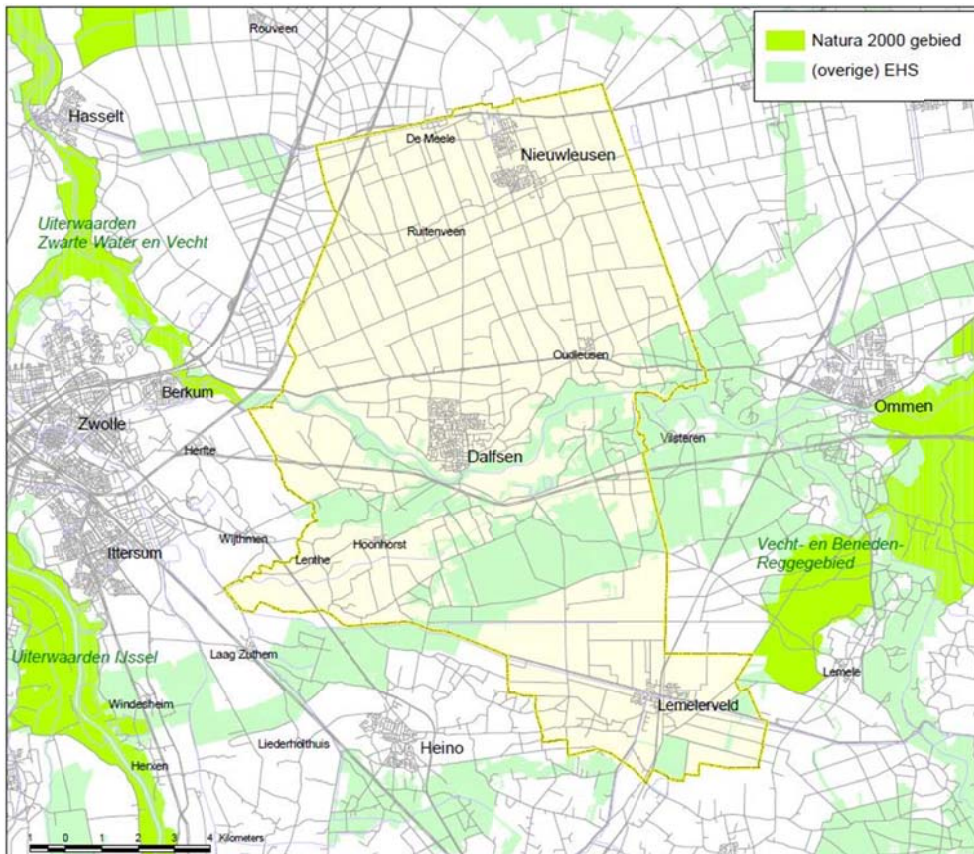 Natura 2000 gebied
(overige) EHS
Rouveen
Hasselt
De Meele
Nieuwleusen
Uiterwaarden
Zwarte Water en Vecht
Ruitenveen
Oudleusen
Berkum
Ommen
Zwolle
Vilsteren
Herfte
Dalfsen
Wijthmen
Hoonhorst
Ittersum
Lenthe
Vecht- en Beneden-
Reggegebied
Uiterwaarden IJssel
Laag Zuthem
Lemele
Windesheim
Lemelerveld
Liederholthuis
Heino
Herxen
1 0 1 2 3 4 Kilometers